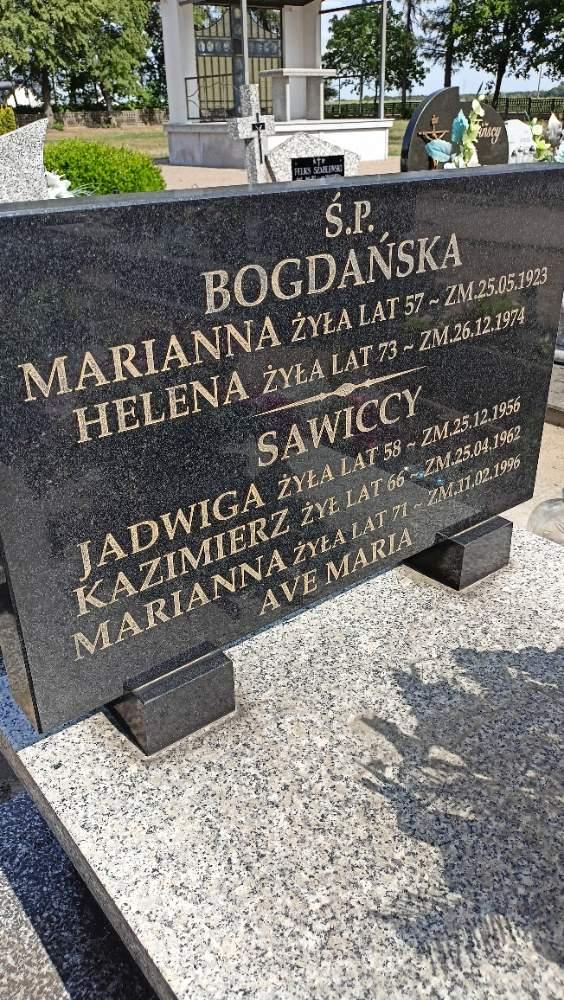 FELIKS SZABLEWSKI
Ś.P.
BOGDAŃSKA
MARIANNA ŻYŁA LAT 57 ~ ZM.25.05.1923
HELENA ŻYŁA LAT 73 ~ ZM.26.12.1974
SAWICCY
JADWIGA ŻYŁA LAT 58 ~ ZM.25.12.1956
KAZIMIERZ ŻYŁ LAT 66 ~ ZM.25.04.1962
MARIANNA ŻYŁA LAT 71 ~ ZM.11.02.1996
AVE MARIA